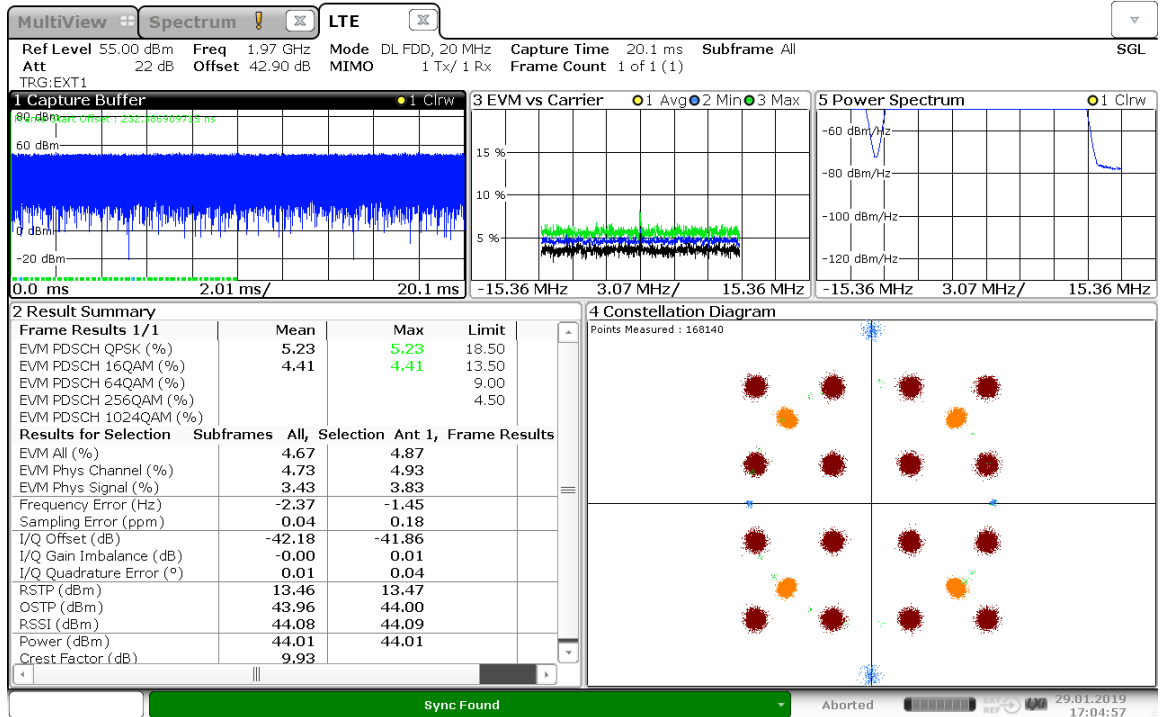 MultiView Spectrum LTE
Ref Level 55.00 dBm Freq 1.97 GHz Mode DL FDD, 20 MHz Capture Time 20.1 ms Subframe All SGL
Att 22 dB Offset 42.90 dB MIMO 1 Tx/ 1 Rx Frame Count 1 of 1 (1)
TRG:EXT1
1 Capture Buffer 1 Clrw
80 dBm
Frame Start Offset : 232.386909715 ns
60 dBm
0 dBm
-20 dBm
0.0 ms 2.01 ms/ 20.1 ms
3 EVM vs Carrier 1 Avg 2 Min 3 Max
15 %
10 %
5 %
-15.36 MHz 3.07 MHz/ 15.36 MHz
5 Power Spectrum 1 Clrw
-60 dBm/Hz
-80 dBm/Hz
-100 dBm/Hz
-120 dBm/Hz
-15.36 MHz 3.07 MHz/ 15.36 MHz
2 Result Summary
Frame Results 1/1 Mean Max Limit
EVM PDSCH QPSK (%) 5.23 5.23 18.50
EVM PDSCH 16QAM (%) 4.41 4.41 13.50
EVM PDSCH 64QAM (%) 9.00
EVM PDSCH 256QAM (%) 4.50
EVM PDSCH 1024QAM (%)
Results for Selection Subframes All, Selection Ant 1, Frame Results
EVM All (%) 4.67 4.87
EVM Phys Channel (%) 4.73 4.93
EVM Phys Signal (%) 3.43 3.83
Frequency Error (Hz) -2.37 -1.45
Sampling Error (ppm) 0.04 0.18
I/Q Offset (dB) -42.18 -41.86
I/Q Gain Imbalance (dB) -0.00 0.01
I/Q Quadrature Error (°) 0.01 0.04
RSTP (dBm) 13.46 13.47
OSTP (dBm) 43.96 44.00
RSSI (dBm) 44.08 44.09
Power (dBm) 44.01 44.01
Crest Factor (dB) 9.93
4 Constellation Diagram
Points Measured : 168140
Sync Found
Aborted
EXT
REF
LXI
29.01.2019
17:04:57